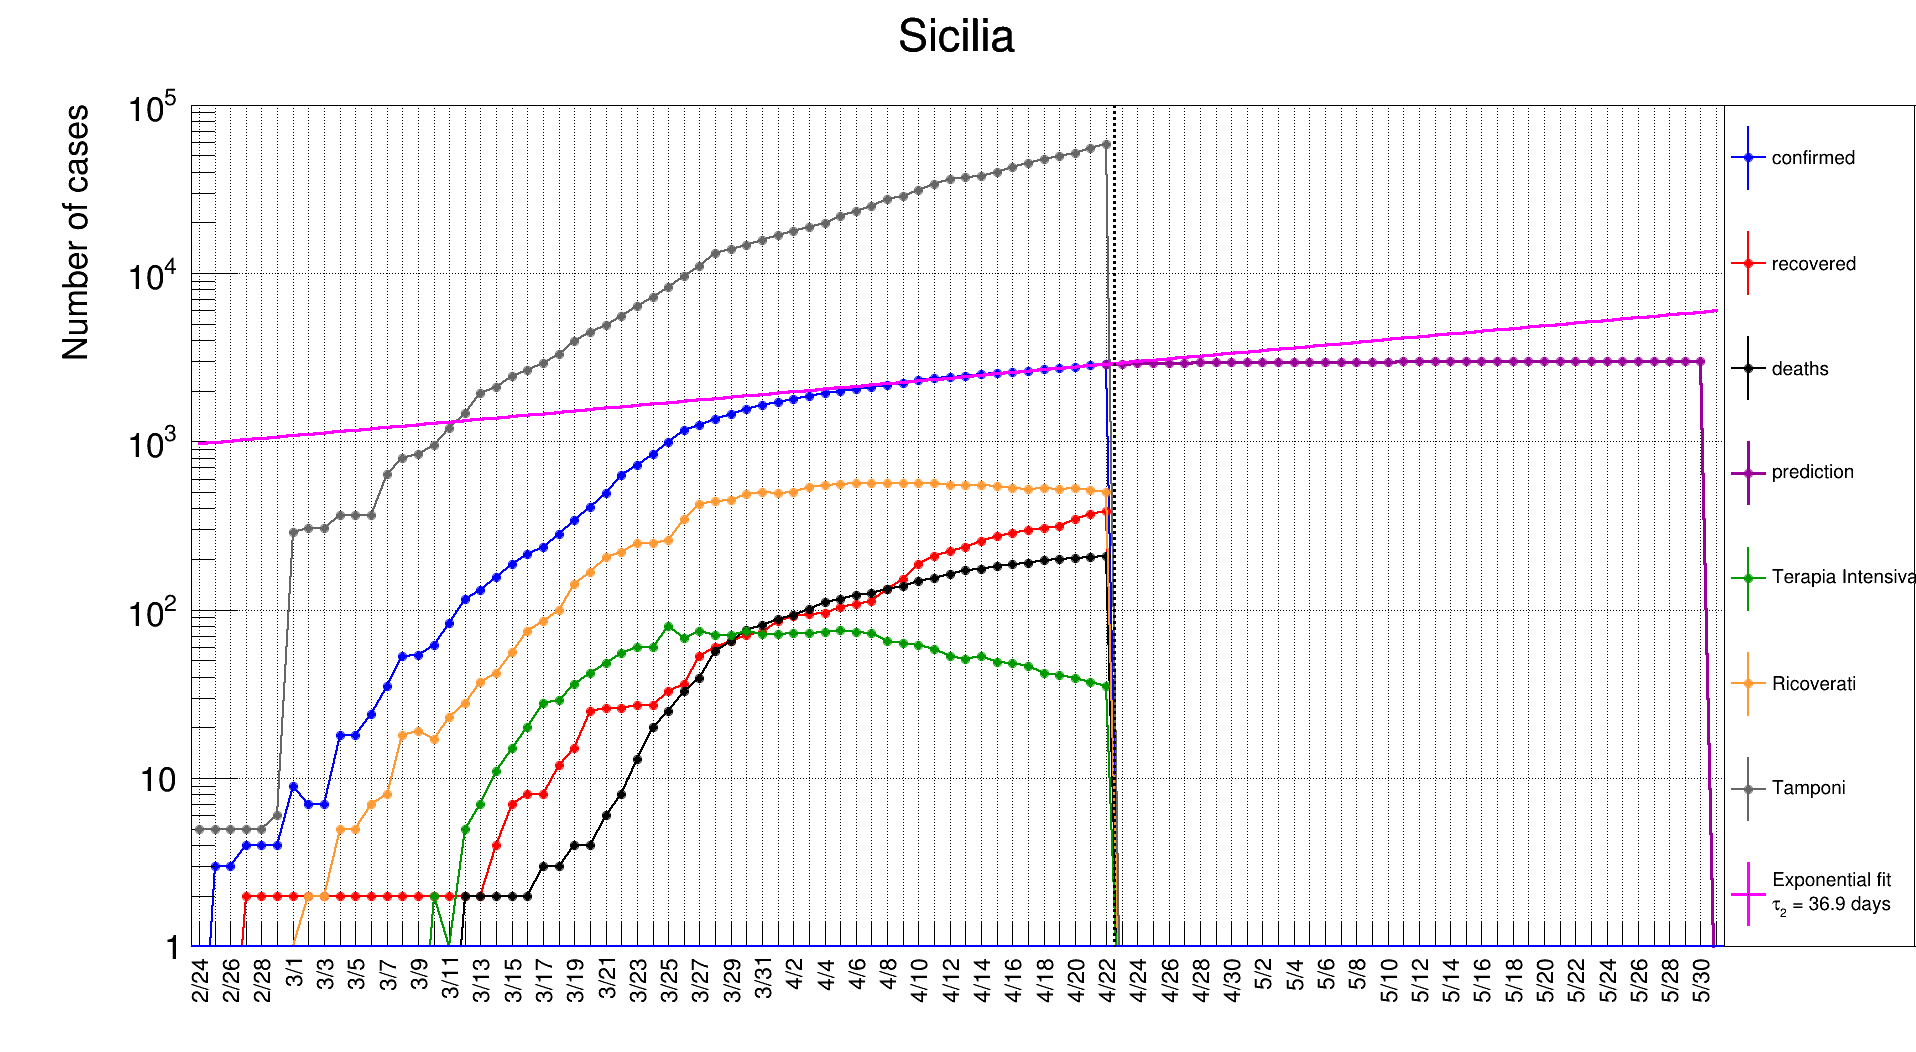 Sicilia
Number of cases
10^5
10^4
10^3
10^2
10
1
2/24 2/26 2/28 3/1 3/3 3/5 3/7 3/9 3/11 3/13 3/15 3/17 3/19 3/21 3/23 3/25 3/27 3/29 3/31 4/2 4/4 4/6 4/8 4/10 4/12 4/14 4/16 4/18 4/20 4/22 4/24 4/26 4/28 4/30 5/2 5/4 5/6 5/8 5/10 5/12 5/14 5/16 5/18 5/20 5/22 5/24 5/26 5/28 5/30
confirmed
recovered
deaths
prediction
Terapia Intensiva
Ricoverati
Tamponi
Exponential fit
τ₂ = 36.9 days